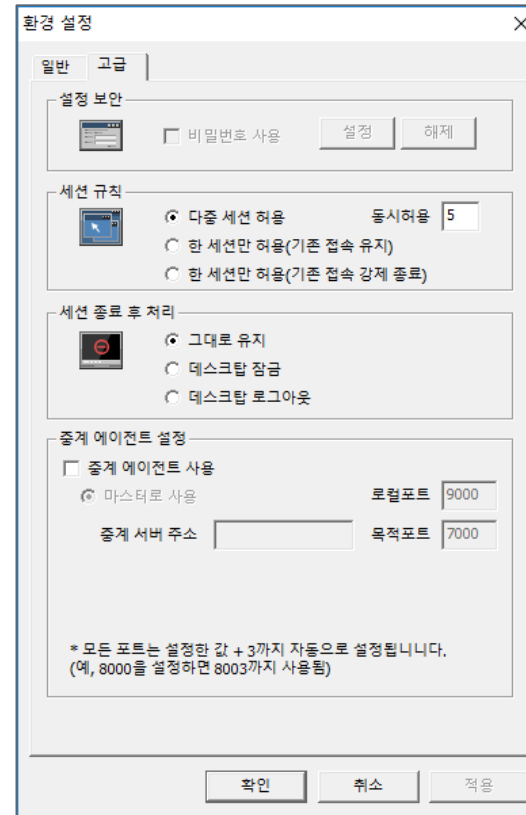 환경 설정
일반 고급
설정 보안
비밀번호 사용 설정 해제
세션 규칙
다중 세션 허용 동시허용 5
한 세션만 허용(기존 접속 유지)
한 세션만 허용(기존 접속 강제 종료)
세션 종료 후 처리
그대로 유지
데스크탑 잠금
데스크탑 로그아웃
중계 에이전트 설정
중계 에이전트 사용
마스터로 사용 로컬포트 9000
중계 서버 주소 목적포트 7000
* 모든 포트는 설정한 값 + 3까지 자동으로 설정됩니니다.
(예, 8000을 설정하면 8003까지 사용됨)
확인 취소 적용